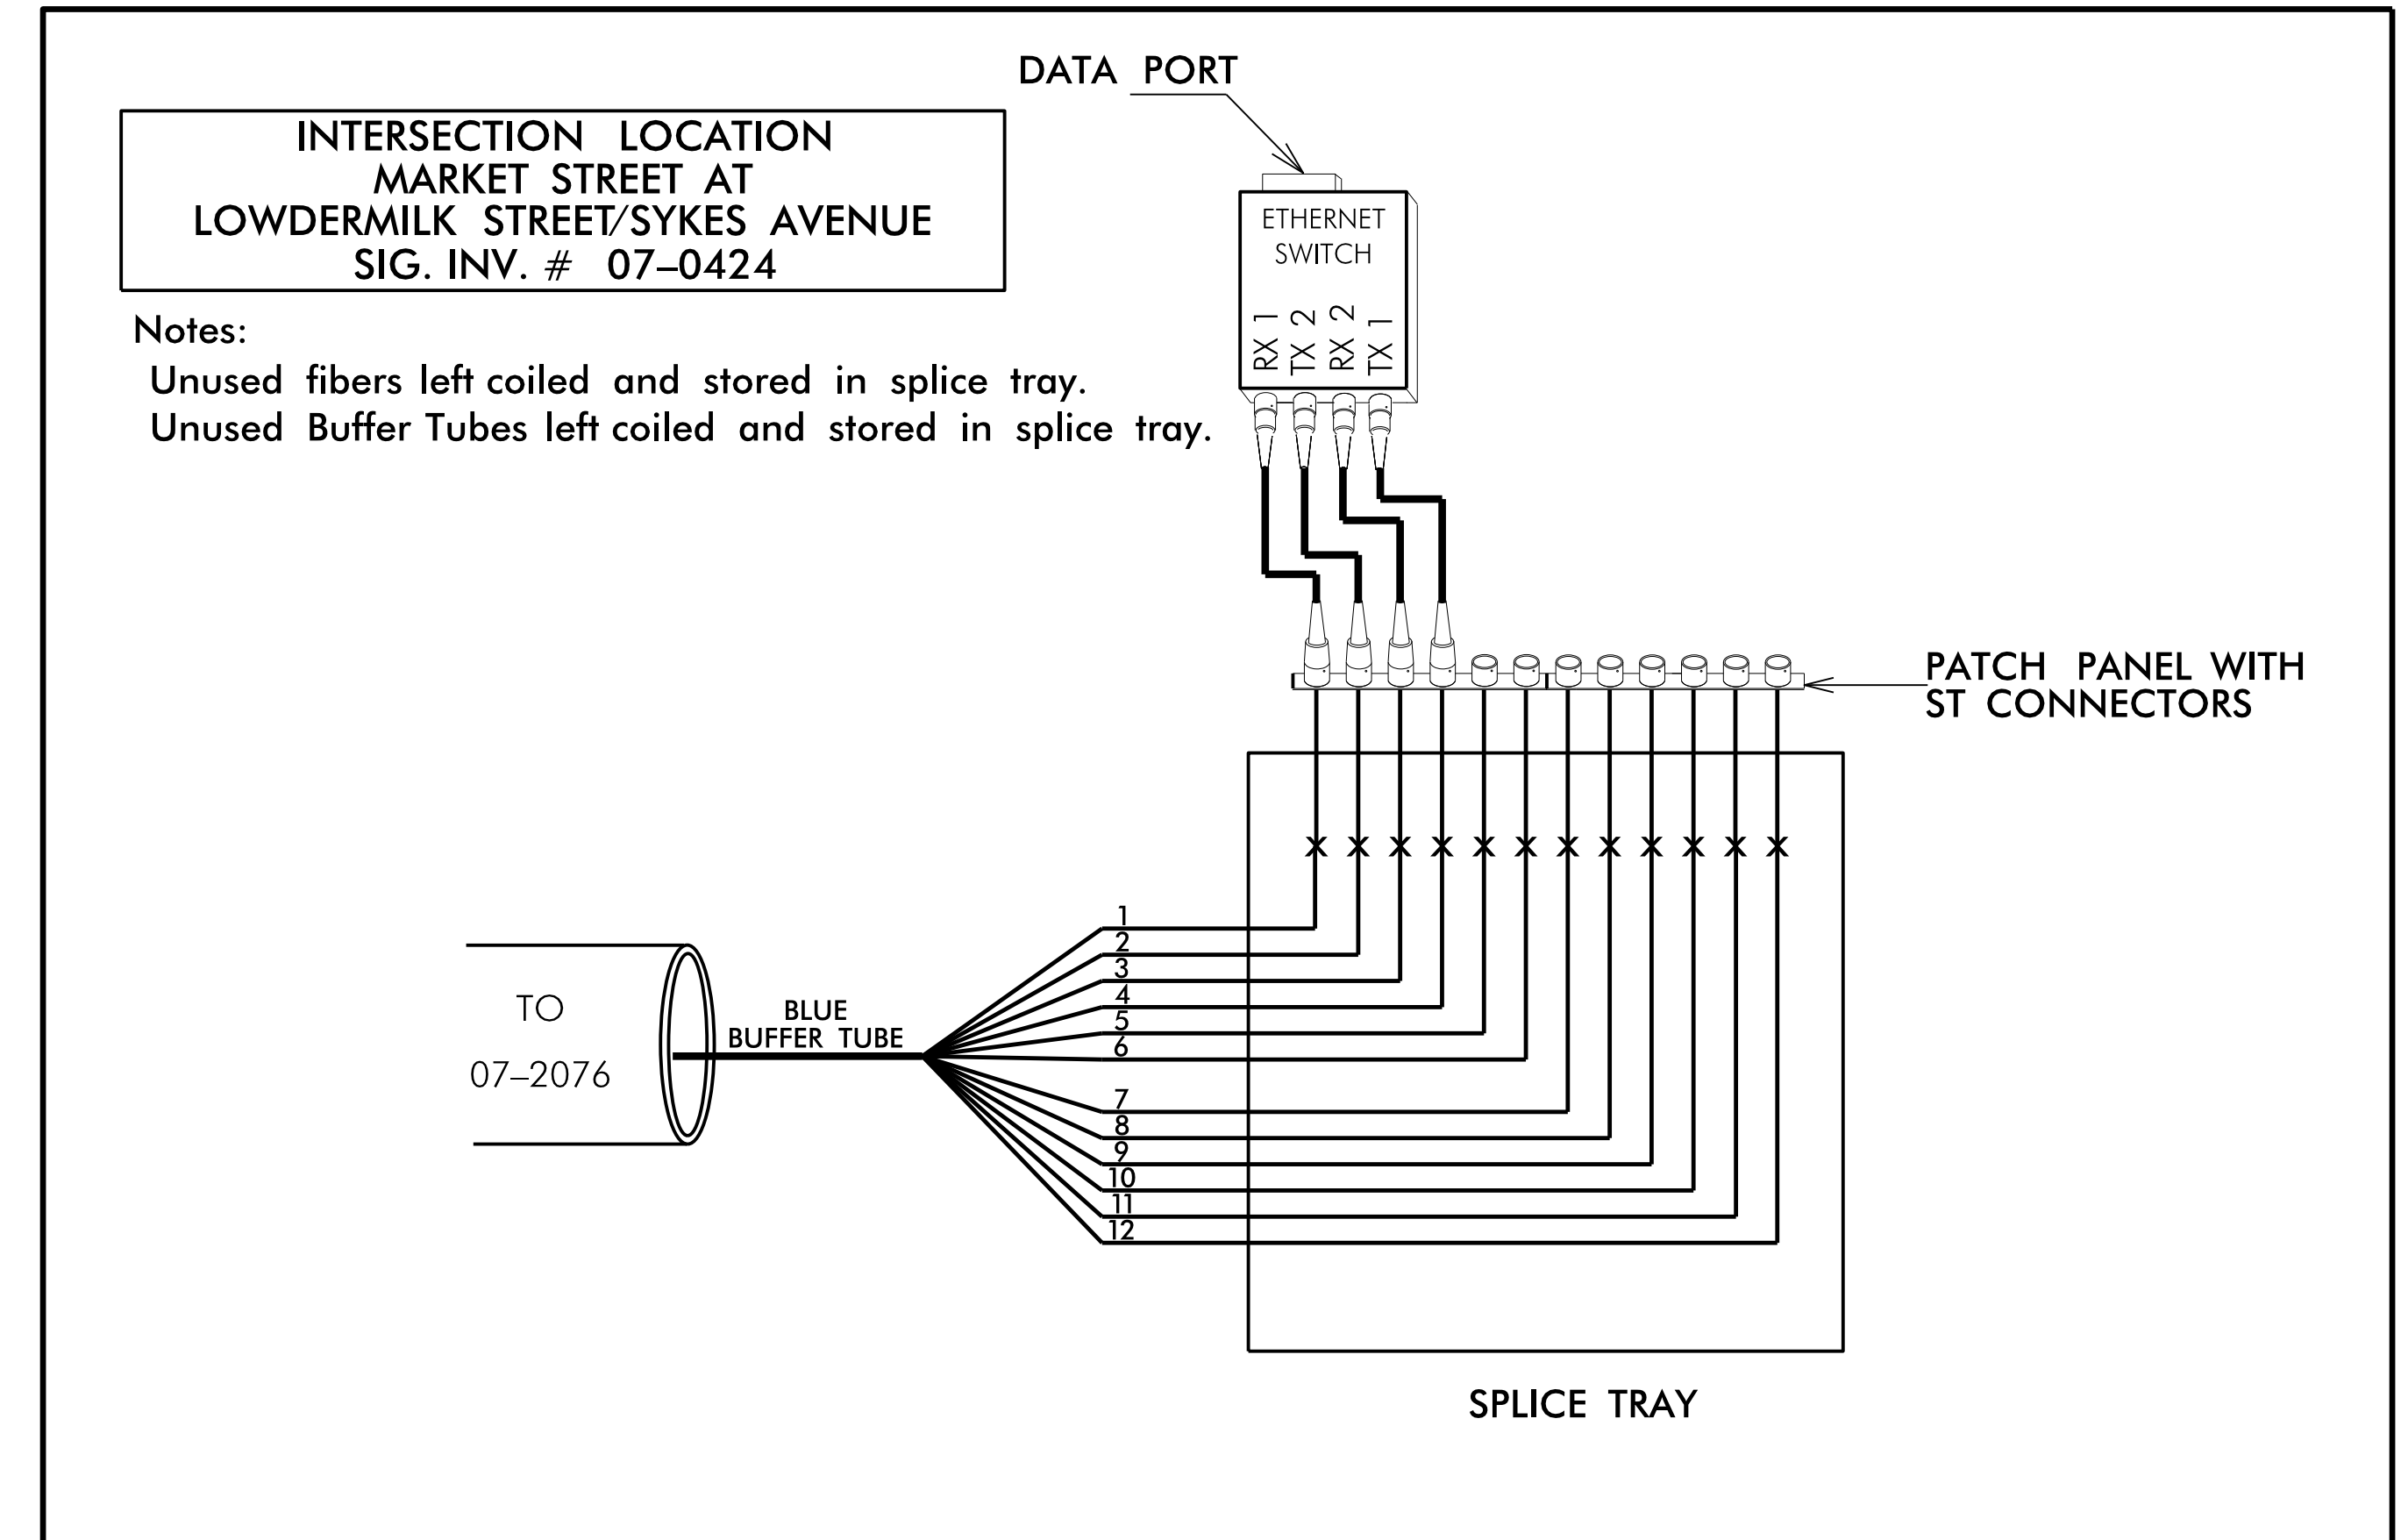 DATA PORT
INTERSECTION LOCATION
MARKET STREET AT
LOWDERMILK STREET/SYKES AVENUE
SIG. INV. # 07–0424
Notes:
Unused fibers left coiled and stored in splice tray.
Unused Buffer Tubes left coiled and stored in splice tray.
ETHERNET
SWITCH
RX 1
TX 2
RX 2
TX 1
PATCH PANEL WITH
ST CONNECTORS
X X X X X X X X X X X X
TO
07–2076
BLUE
BUFFER TUBE
1
2
3
4
5
6
7
8
9
10
11
12
SPLICE TRAY